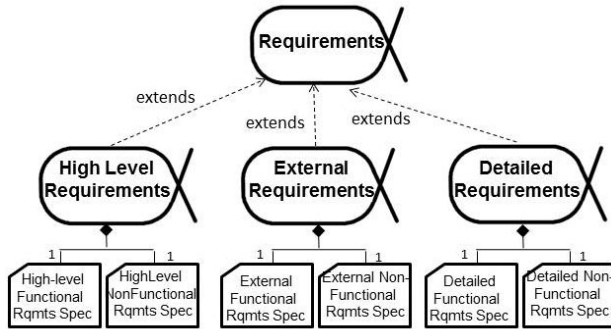 Requirements
extends
extends
extends
High Level
Requirements
External
Requirements
Detailed
Requirements
1
1
1
1
1
1
High-level
Functional
Rqmts Spec
HighLevel
NonFunctional
Rqmts Spec
External
Functional
Rqmts Spec
External Non-
Functional
Rqmts Spec
Detailed
Functional
Rqmts Spec
Detailed Non-
Functional
Rqmts Spec